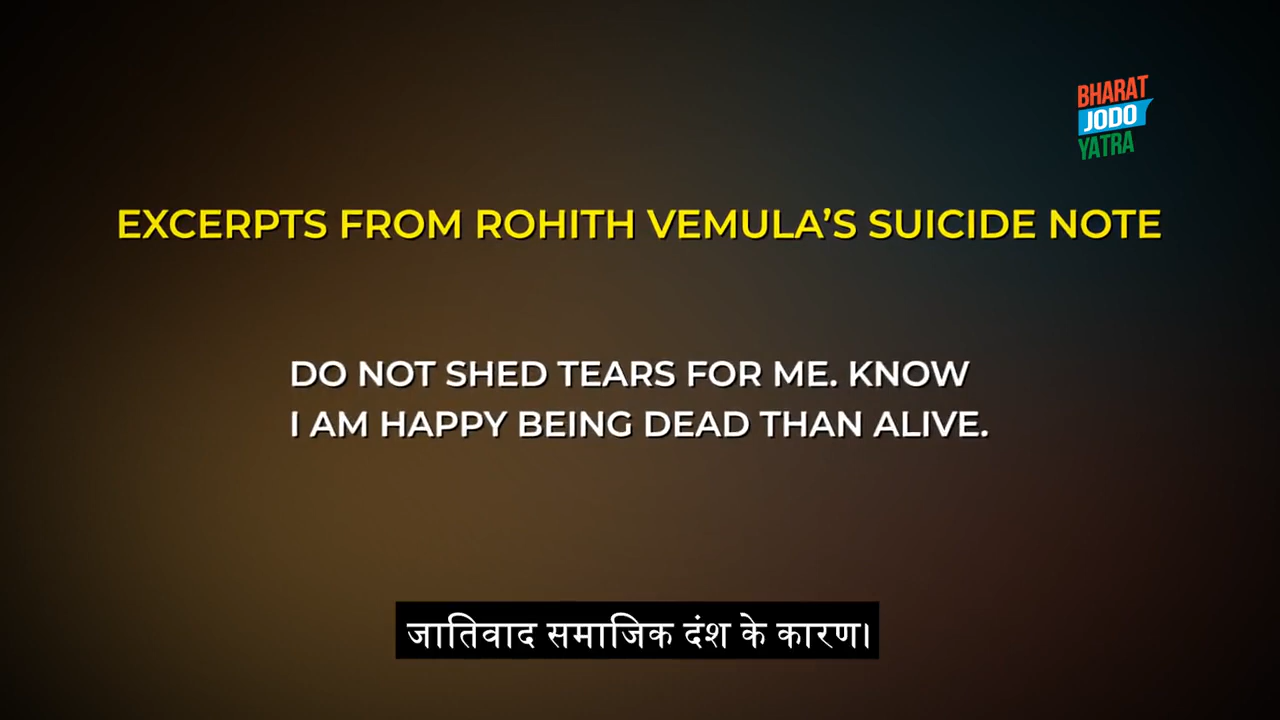 BHARAT
JODO
YATRA
EXCERPTS FROM ROHITH VEMULA’S SUICIDE NOTE
DO NOT SHED TEARS FOR ME. KNOW
I AM HAPPY BEING DEAD THAN ALIVE.
जातिवाद समाजिक दंश के कारण।